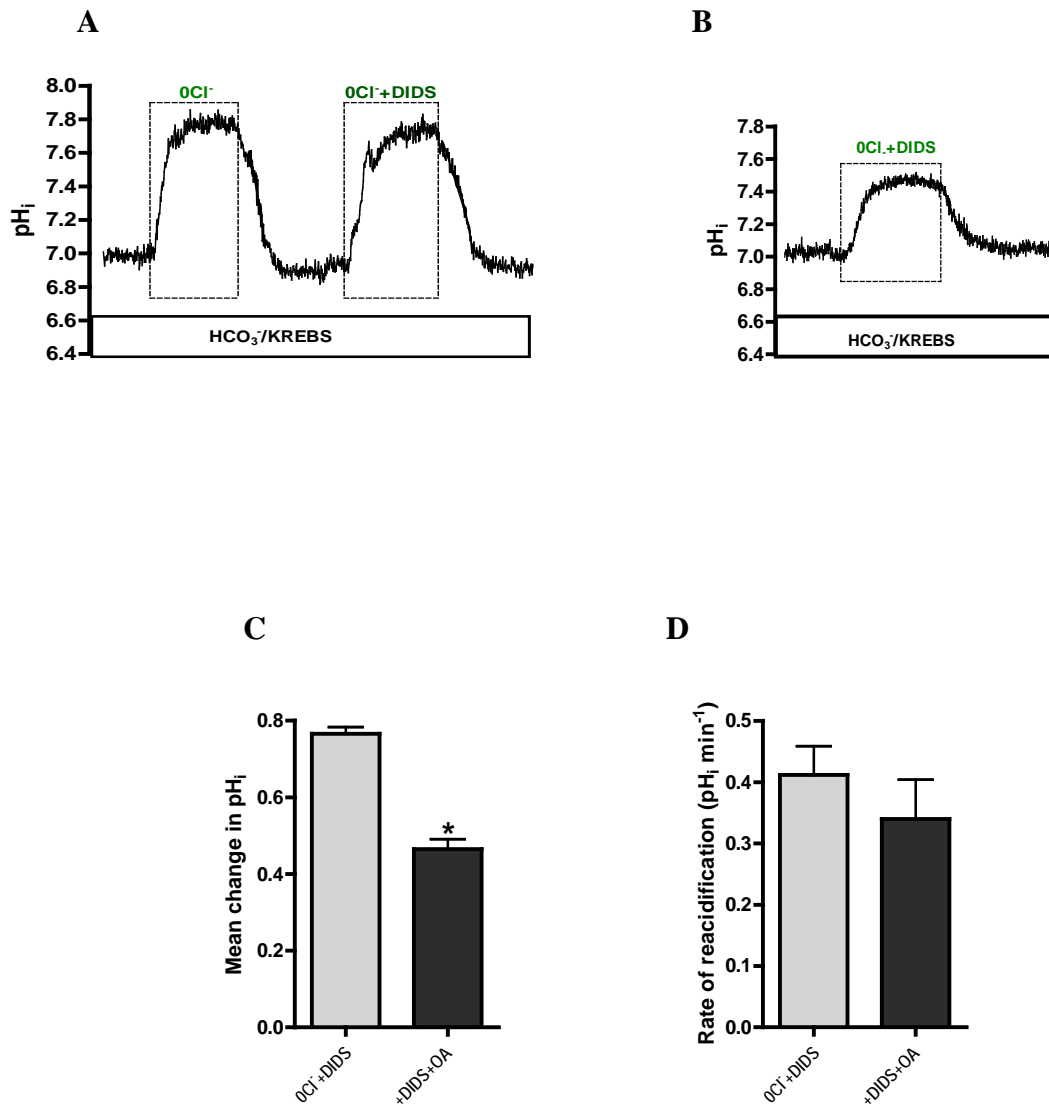 A
B
0Cl⁻
0Cl⁻+DIDS
8.0
7.8
7.6
7.4
7.2
7.0
6.8
6.6
6.4
pHᵢ
HCO₃⁻/KREBS
0CL-+DIDS
7.8
7.6
7.4
7.2
7.0
6.8
6.6
6.4
pHᵢ
HCO₃⁻/KREBS
C
D
0.8
0.6
0.4
0.2
0.0
Mean change in pHᵢ
*
0Cl⁻+DIDS
+DIDS+OA
0.5
0.4
0.3
0.2
0.1
0.0
Rate of reacidification (pHᵢ min⁻¹)
0Cl⁻+DIDS
+DIDS+OA